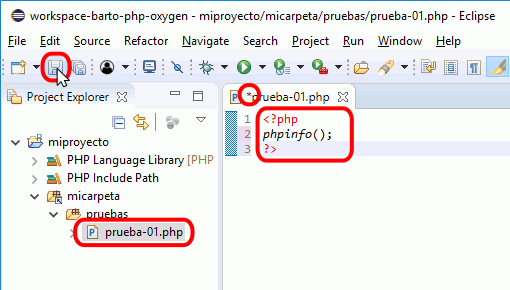 workspace-barto-php-oxygen - miproyecto/micarpeta/pruebas/prueba-01.php - Eclipse
File Edit Source Refactor Navigate Search Project Run Window Help
Project Explorer
*prueba-01.php
miproyecto
PHP Language Library [PHP
PHP Include Path
micarpeta
pruebas
prueba-01.php
1 <?php
2 phpinfo();
3 ?>